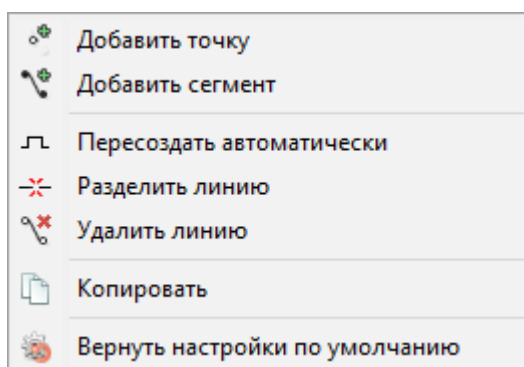 Добавить точку
Добавить сегмент
Пересоздать автоматически
Разделить линию
Удалить линию
Копировать
Вернуть настройки по умолчанию